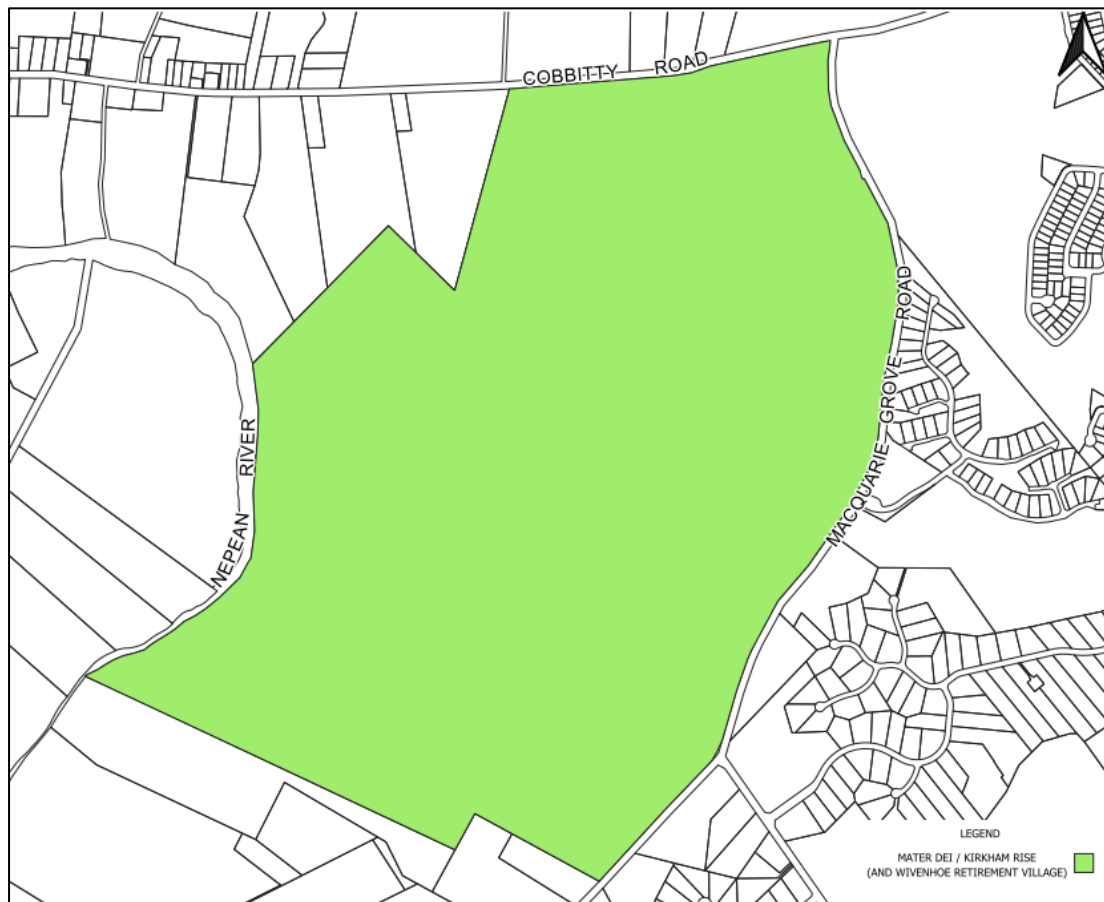 COBBITTY ROAD
MACQUARIE GROVE ROAD
NEPEAN RIVER
LEGEND
MATER DEI / KIRKHAM RISE
(AND WIVENHOE RETIREMENT VILLAGE)